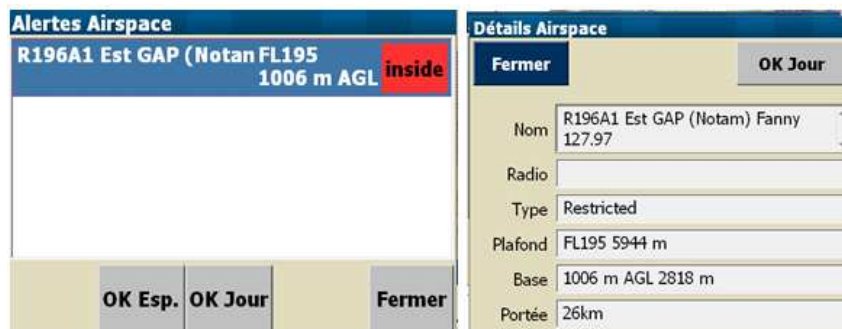 Alertes Airspace
R196A1 Est GAP (Notan FL195
1006 m AGL
inside
OK Esp.
OK Jour
Fermer
Détails Airspace
Fermer
OK Jour
Nom
R196A1 Est GAP (Notam) Fanny
127.97
Radio
Type
Restricted
Plafond
FL195 5944 m
Base
1006 m AGL 2818 m
Portée
26km